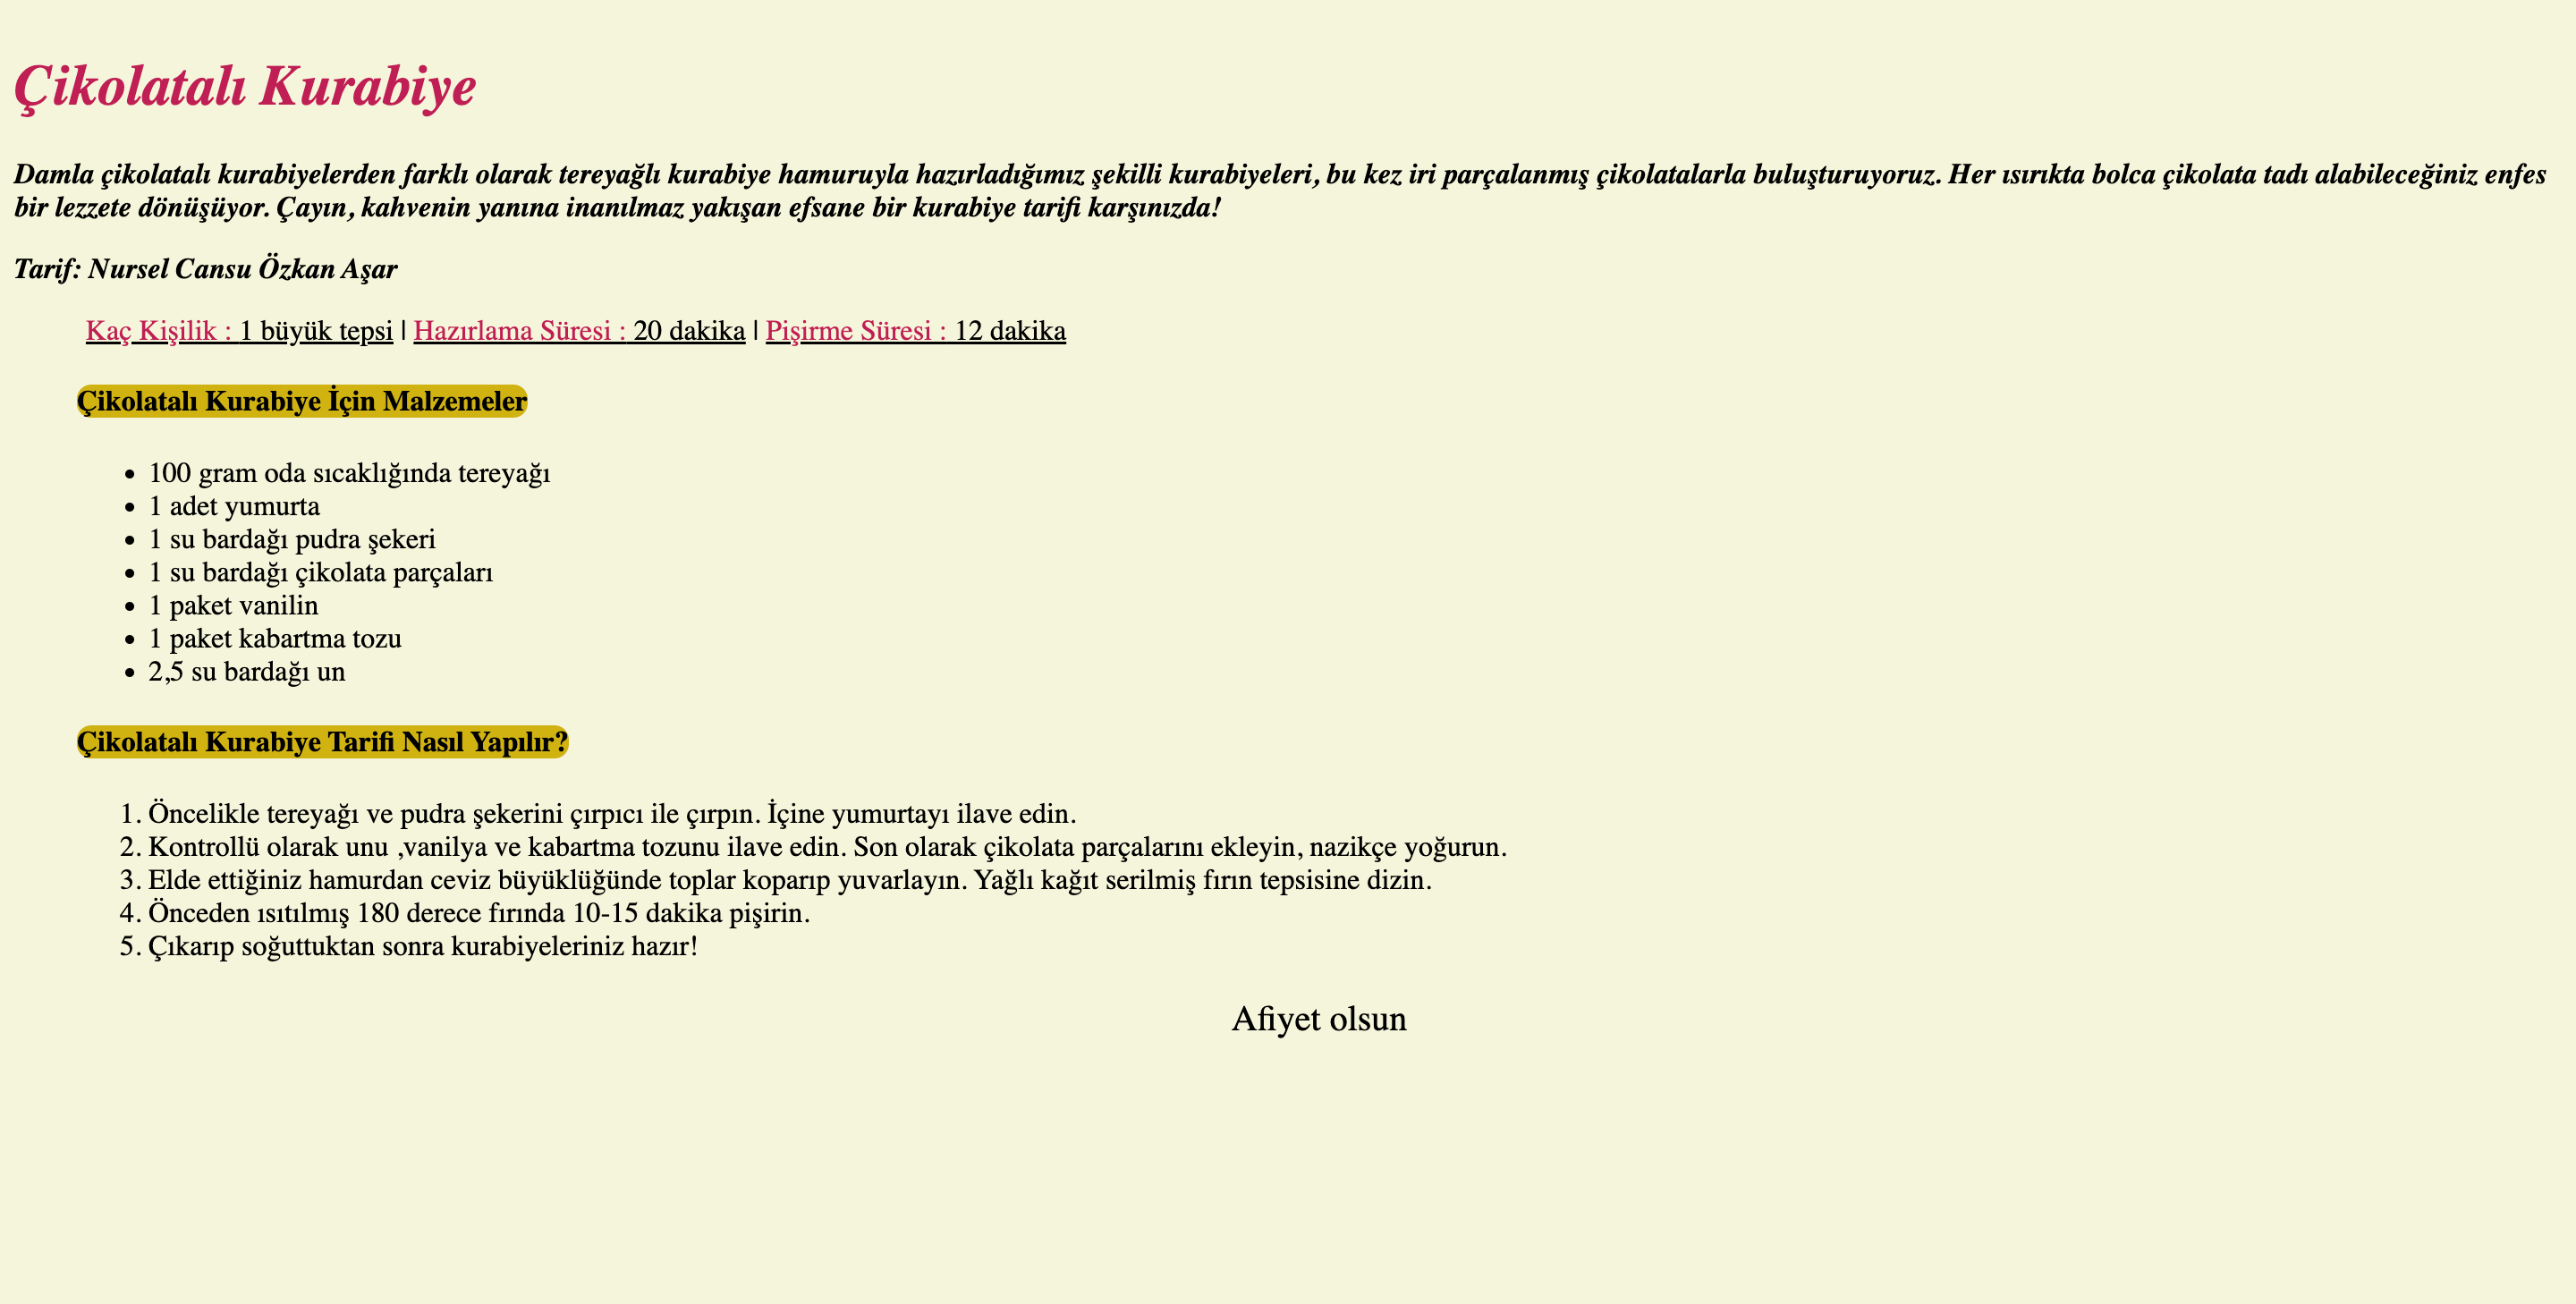 Çikolatalı Kurabiye
Damla çikolatalı kurabiyelerden farklı olarak tereyağlı kurabiye hamuruyla hazırladığımız şekilli kurabiyeleri, bu kez iri parçalanmış çikolatalarla buluşturuyoruz. Her ısırıkta bolca çikolata tadı alabileceğiniz enfes
bir lezzete dönüşüyor. Çayın, kahvenin yanına inanılmaz yakışan efsane bir kurabiye tarifi karşınızda!
Tarif: Nursel Cansu Özkan Aşar
Kaç Kişilik : 1 büyük tepsi | Hazırlama Süresi : 20 dakika | Pişirme Süresi : 12 dakika
Çikolatalı Kurabiye İçin Malzemeler
• 100 gram oda sıcaklığında tereyağı
• 1 adet yumurta
• 1 su bardağı pudra şekeri
• 1 su bardağı çikolata parçaları
• 1 paket vanilin
• 1 paket kabartma tozu
• 2,5 su bardağı un
Çikolatalı Kurabiye Tarifi Nasıl Yapılır?
1. Öncelikle tereyağı ve pudra şekerini çırpıcı ile çırpın. İçine yumurtayı ilave edin.
2. Kontrollü olarak unu ,vanilya ve kabartma tozunu ilave edin. Son olarak çikolata parçalarını ekleyin, nazikçe yoğurun.
3. Elde ettiğiniz hamurdan ceviz büyüklüğünde toplar koparıp yuvarlayın. Yağlı kağıt serilmiş fırın tepsisine dizin.
4. Önceden ısıtılmış 180 derece fırında 10-15 dakika pişirin.
5. Çıkarıp soğuttuktan sonra kurabiyeleriniz hazır!
Afiyet olsun